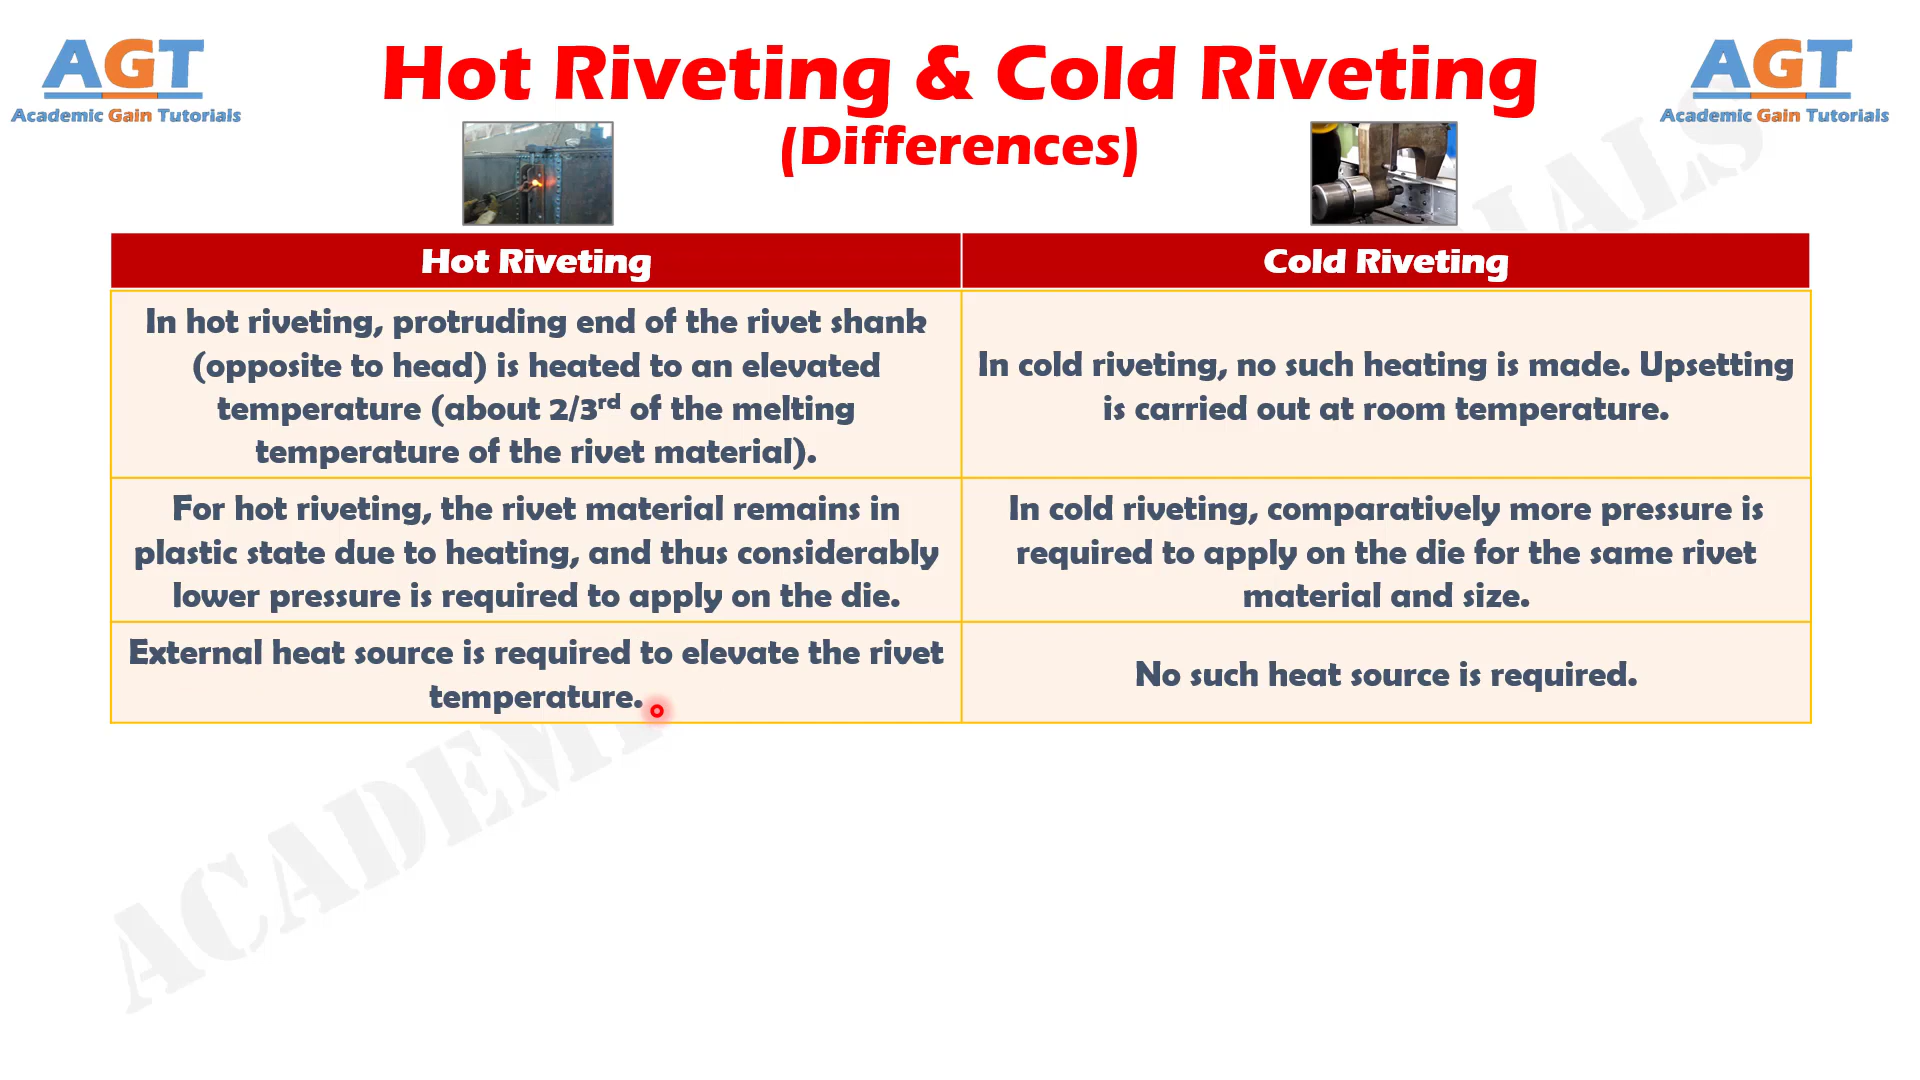 AGT
Academic Gain Tutorials
Hot Riveting & Cold Riveting
(Differences)
AGT
Academic Gain Tutorials
Hot Riveting
Cold Riveting
In hot riveting, protruding end of the rivet shank
(opposite to head) is heated to an elevated
temperature (about 2/3rd of the melting
temperature of the rivet material).
In cold riveting, no such heating is made. Upsetting
is carried out at room temperature.
For hot riveting, the rivet material remains in
plastic state due to heating, and thus considerably
lower pressure is required to apply on the die.
In cold riveting, comparatively more pressure is
required to apply on the die for the same rivet
material and size.
External heat source is required to elevate the rivet
temperature.
No such heat source is required.